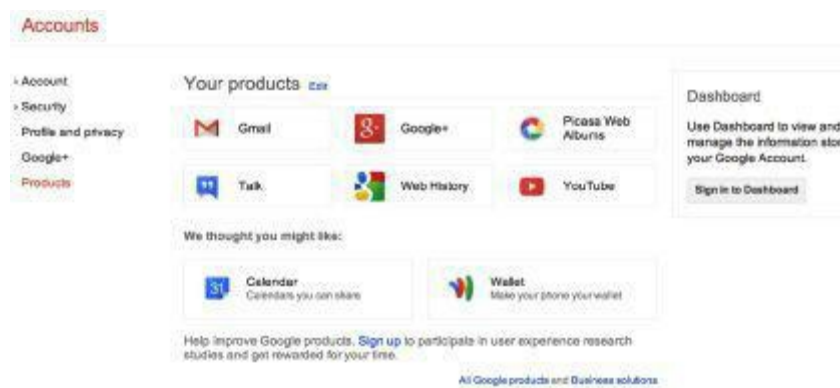 Accounts
Account
Security
Profile and privacy
Google+
Products
Your products Edit
Gmail
Google+
Picasa Web
Albums
Talk
Web History
YouTube
We thought you might like:
31
Calendar
Calendars you can share
Wallet
Make your phone your wallet
Help improve Google products. Sign up to participate in user experience research
studies and get rewarded for your time.
All Google products and Business solutions
Dashboard
Use Dashboard to view and
manage the information stor
your Google Account.
Sign in to Dashboard